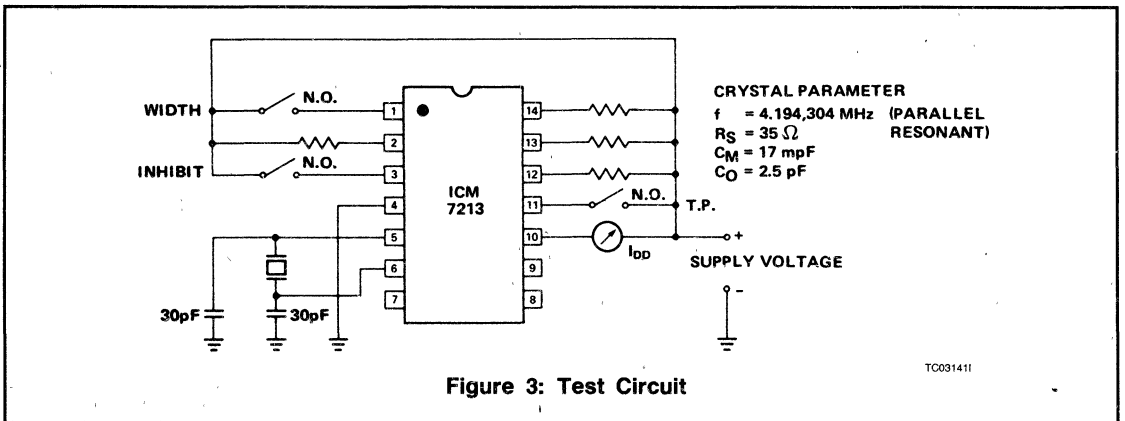 WIDTH
N.O.
INHIBIT
N.O.
1
2
3
4
5
6
7
ICM
7213
14
13
12
11
10
9
8
N.O.
T.P.
IDD
+
SUPPLY VOLTAGE
-
30pF
30pF
CRYSTAL PARAMETER
f = 4.194,304 MHz (PARALLEL
RS = 35 Ω RESONANT)
CM = 17 mpF
CO = 2.5 pF
TC03141I
Figure 3: Test Circuit